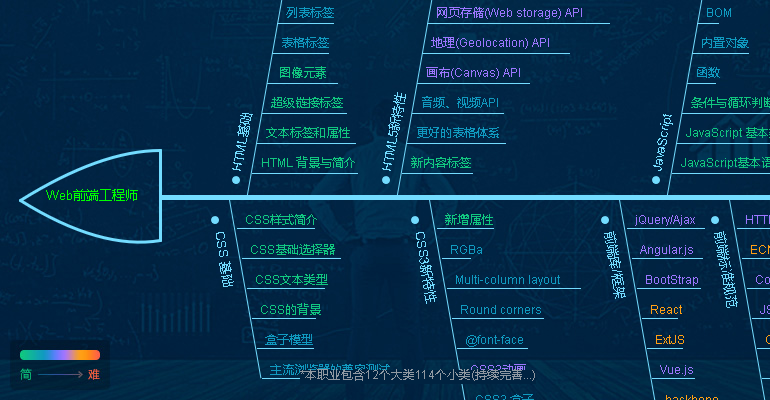 列表标签
表格标签
图像元素
超级链接标签
文本标签和属性
HTML 背景与简介
HTML基础
网页存储(Web storage) API
地理(Geolocation) API
画布(Canvas) API
音频、视频API
更好的表格体系
新内容标签
HTML5新特性
BOM
内置对象
函数
条件与循环判断
JavaScript 基本
JavaScript基本语
JavaScript
Web前端工程师
CSS 基础
CSS样式简介
CSS基础选择器
CSS文本类型
CSS的背景
盒子模型
主流浏览器的兼容测试
CSS3新特性
新增属性
RGBa
Multi-column layout
Round corners
@font-face
CSS3动画
CSS3 盒子
前端库/框架
jQuery/Ajax
Angular.js
BootStrap
React
ExtJS
Vue.js
backbone
前端标准规范
HTT
ECM
Co
JS
简
难
本职业包含12个大类114个小类(持续完善...)